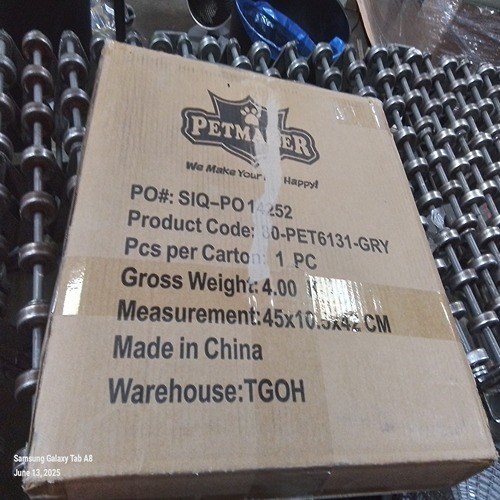 PETMAKER
We Make Your Happy!
PO#: SIQ-PO14252
Product Code: 80-PET6131-GRY
Pcs per Carton: 1 PC
Gross Weight: 4.00
Measurement:45x10.5x42 CM
Made in China
Warehouse:TGOH
Samsung Galaxy Tab A8
June 13, 2025